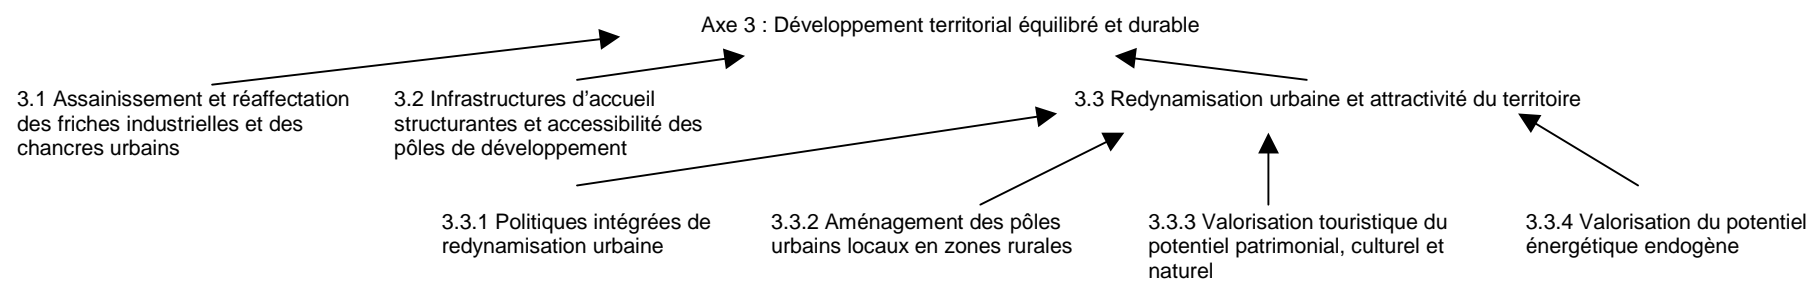 Axe 3 : Développement territorial équilibré et durable
3.1 Assainissement et réaffectation
des friches industrielles et des
chancres urbains
3.2 Infrastructures d’accueil
structurantes et accessibilité des
pôles de développement
3.3 Redynamisation urbaine et attractivité du territoire
3.3.1 Politiques intégrées de
redynamisation urbaine
3.3.2 Aménagement des pôles
urbains locaux en zones rurales
3.3.3 Valorisation touristique du
potentiel patrimonial, culturel et
naturel
3.3.4 Valorisation du potentiel
énergétique endogène